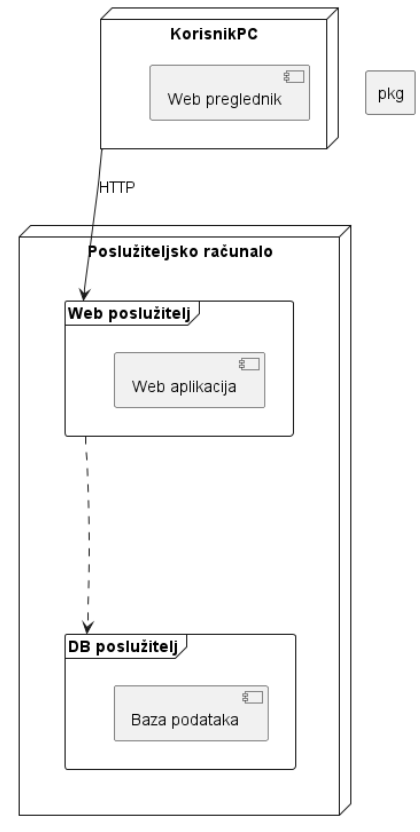 KorisnikPC
Web preglednik
pkg
HTTP
Poslužiteljsko računalo
Web poslužitelj
Web aplikacija
DB poslužitelj
Baza podataka